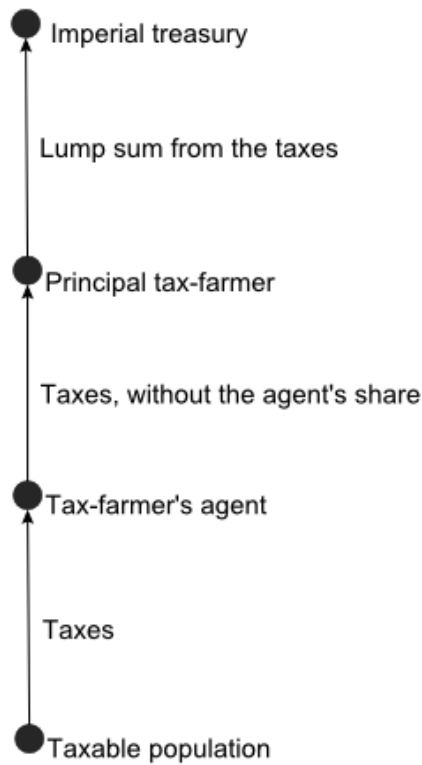 Imperial treasury
Lump sum from the taxes
Principal tax-farmer
Taxes, without the agent's share
Tax-farmer's agent
Taxes
Taxable population